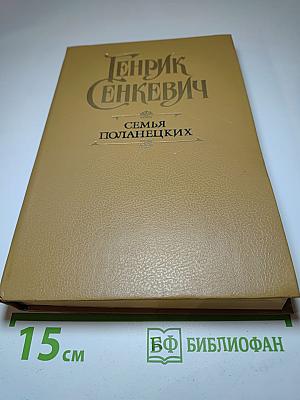 ГЕНРИК
СЕНКЕВИЧ
СЕМЬЯ
ПОЛАНЕЦКИХ
15 см
БФ БИБЛИОФАН